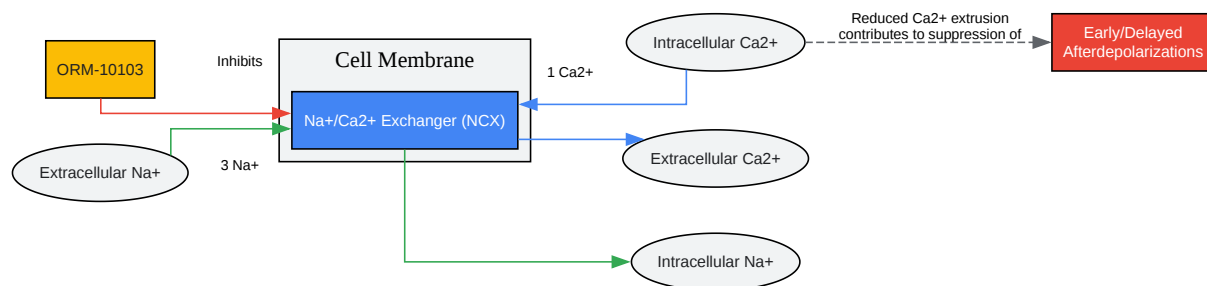 Reduced Ca2+ extrusion
contributes to suppression of
Early/Delayed
Afterdepolarizations
Intracellular Ca2+
ORM-10103
Inhibits
Cell Membrane
1 Ca2+
Na+/Ca2+ Exchanger (NCX)
Extracellular Na+
3 Na+
Extracellular Ca2+
Intracellular Na+